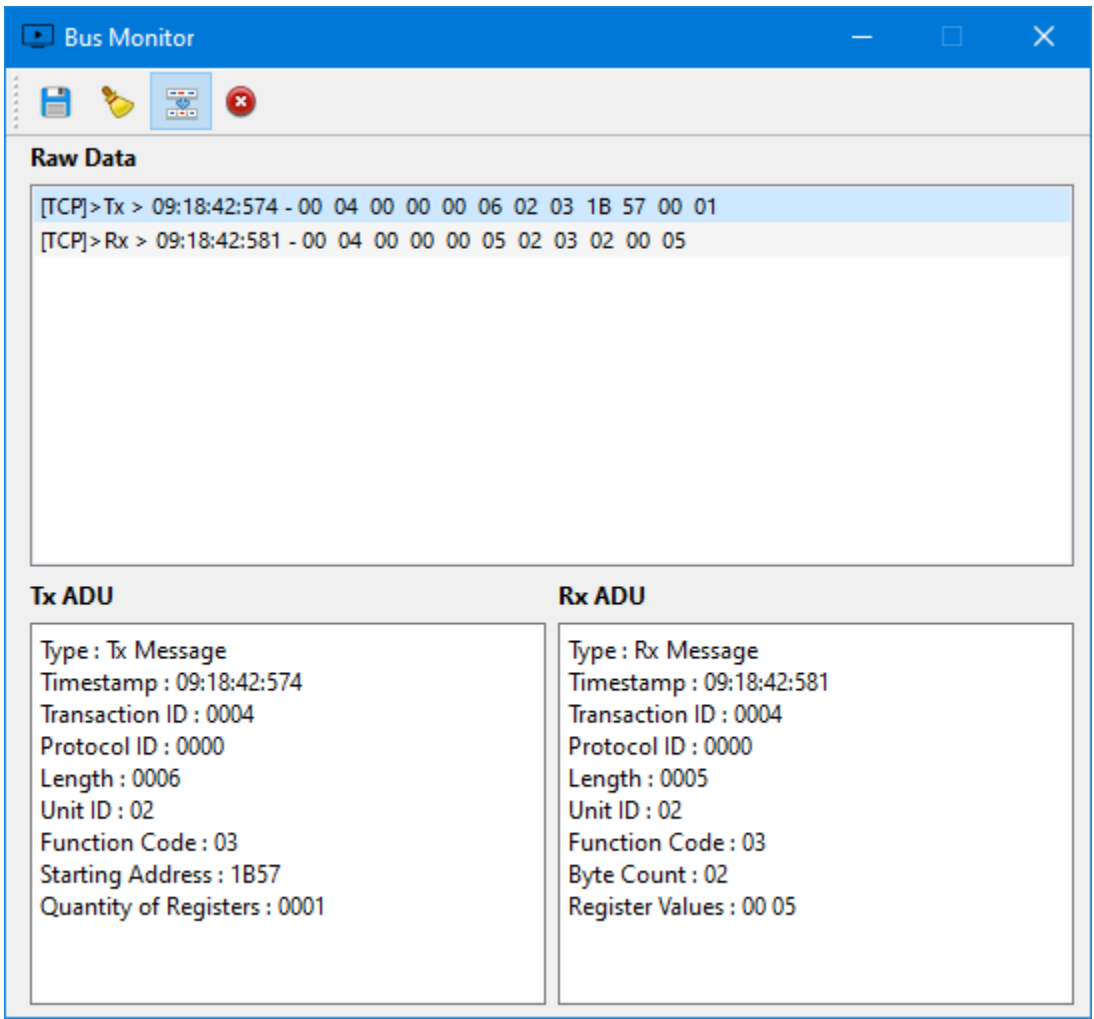 Bus Monitor
Raw Data
[TCP]>Tx > 09:18:42:574 - 00 04 00 00 00 06 02 03 1B 57 00 01
[TCP]>Rx > 09:18:42:581 - 00 04 00 00 00 05 02 03 02 00 05
Tx ADU
Type : Tx Message
Timestamp : 09:18:42:574
Transaction ID : 0004
Protocol ID : 0000
Length : 0006
Unit ID : 02
Function Code : 03
Starting Address : 1B57
Quantity of Registers : 0001
Rx ADU
Type : Rx Message
Timestamp : 09:18:42:581
Transaction ID : 0004
Protocol ID : 0000
Length : 0005
Unit ID : 02
Function Code : 03
Byte Count : 02
Register Values : 00 05